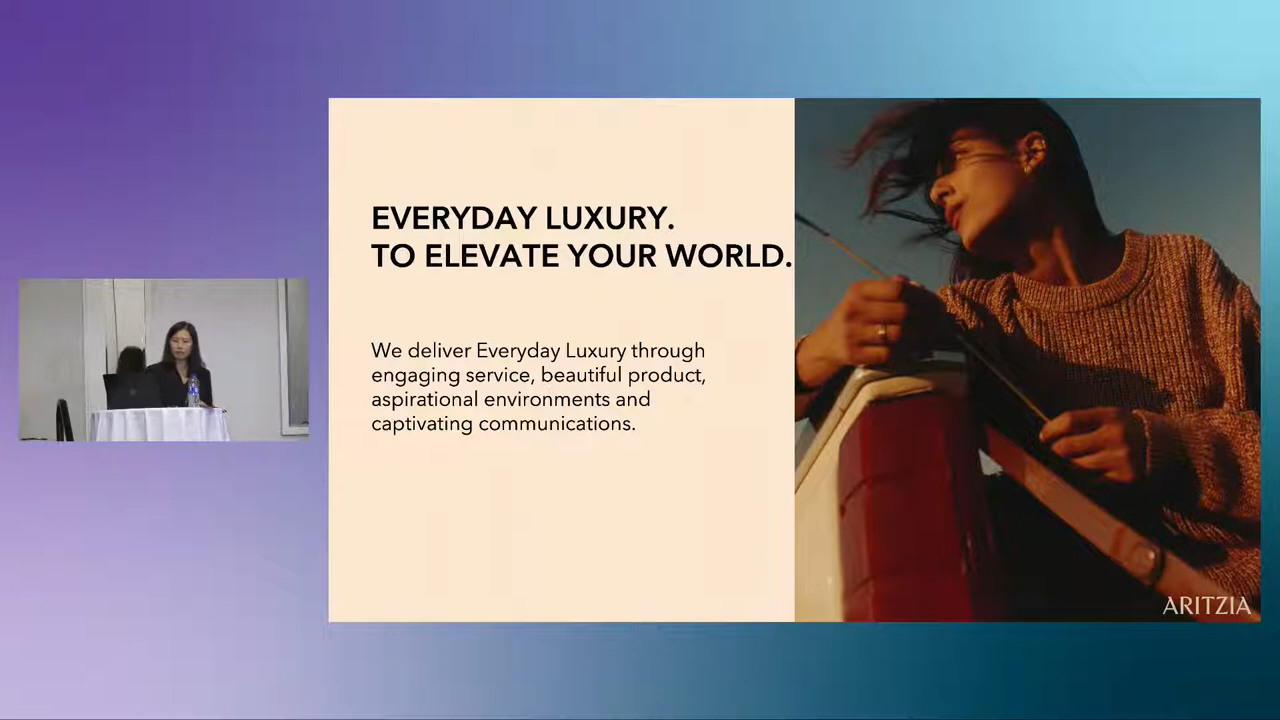 EVERYDAY LUXURY.
TO ELEVATE YOUR WORLD.
We deliver Everyday Luxury through
engaging service, beautiful product,
aspirational environments and
captivating communications.
ARITZIA